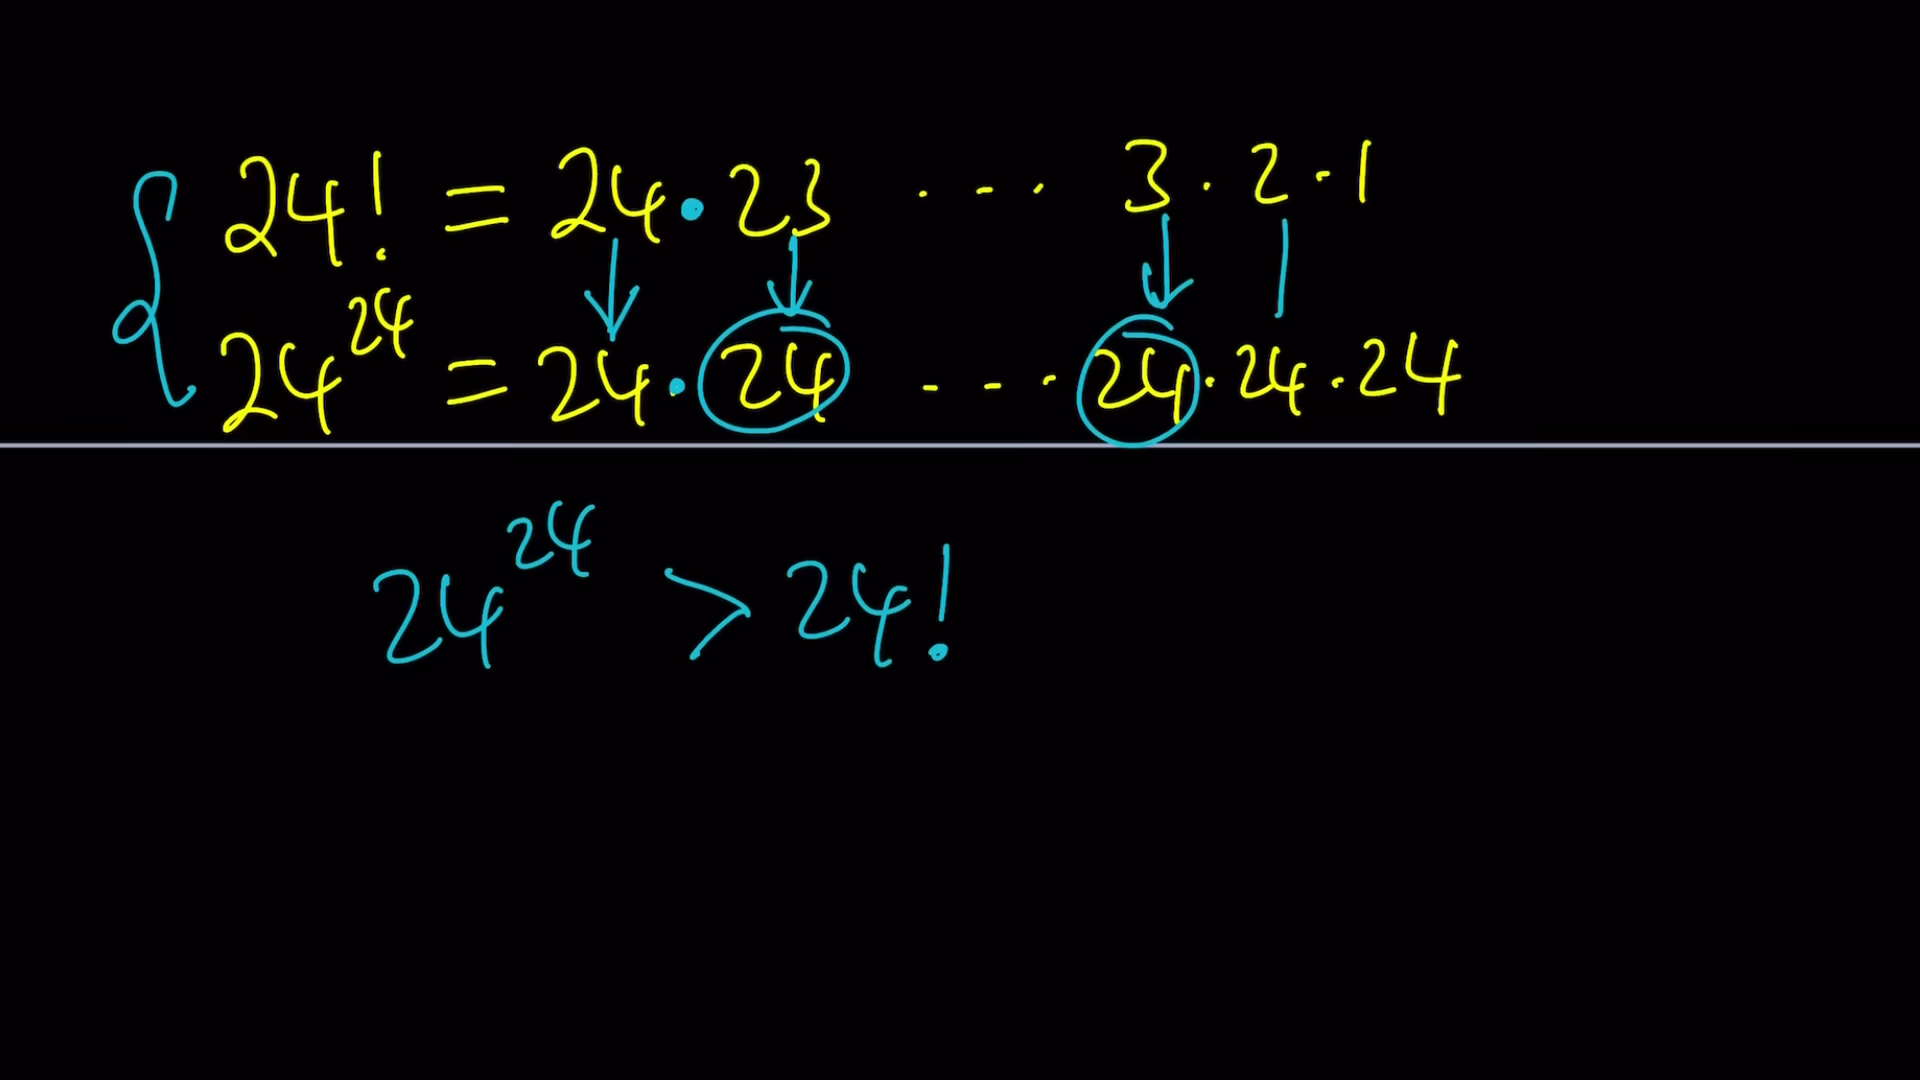 24! = 24 · 23 ... 3 · 2 · 1
24^24 = 24 · 24 ... 24 · 24 · 24
24^24 > 24!